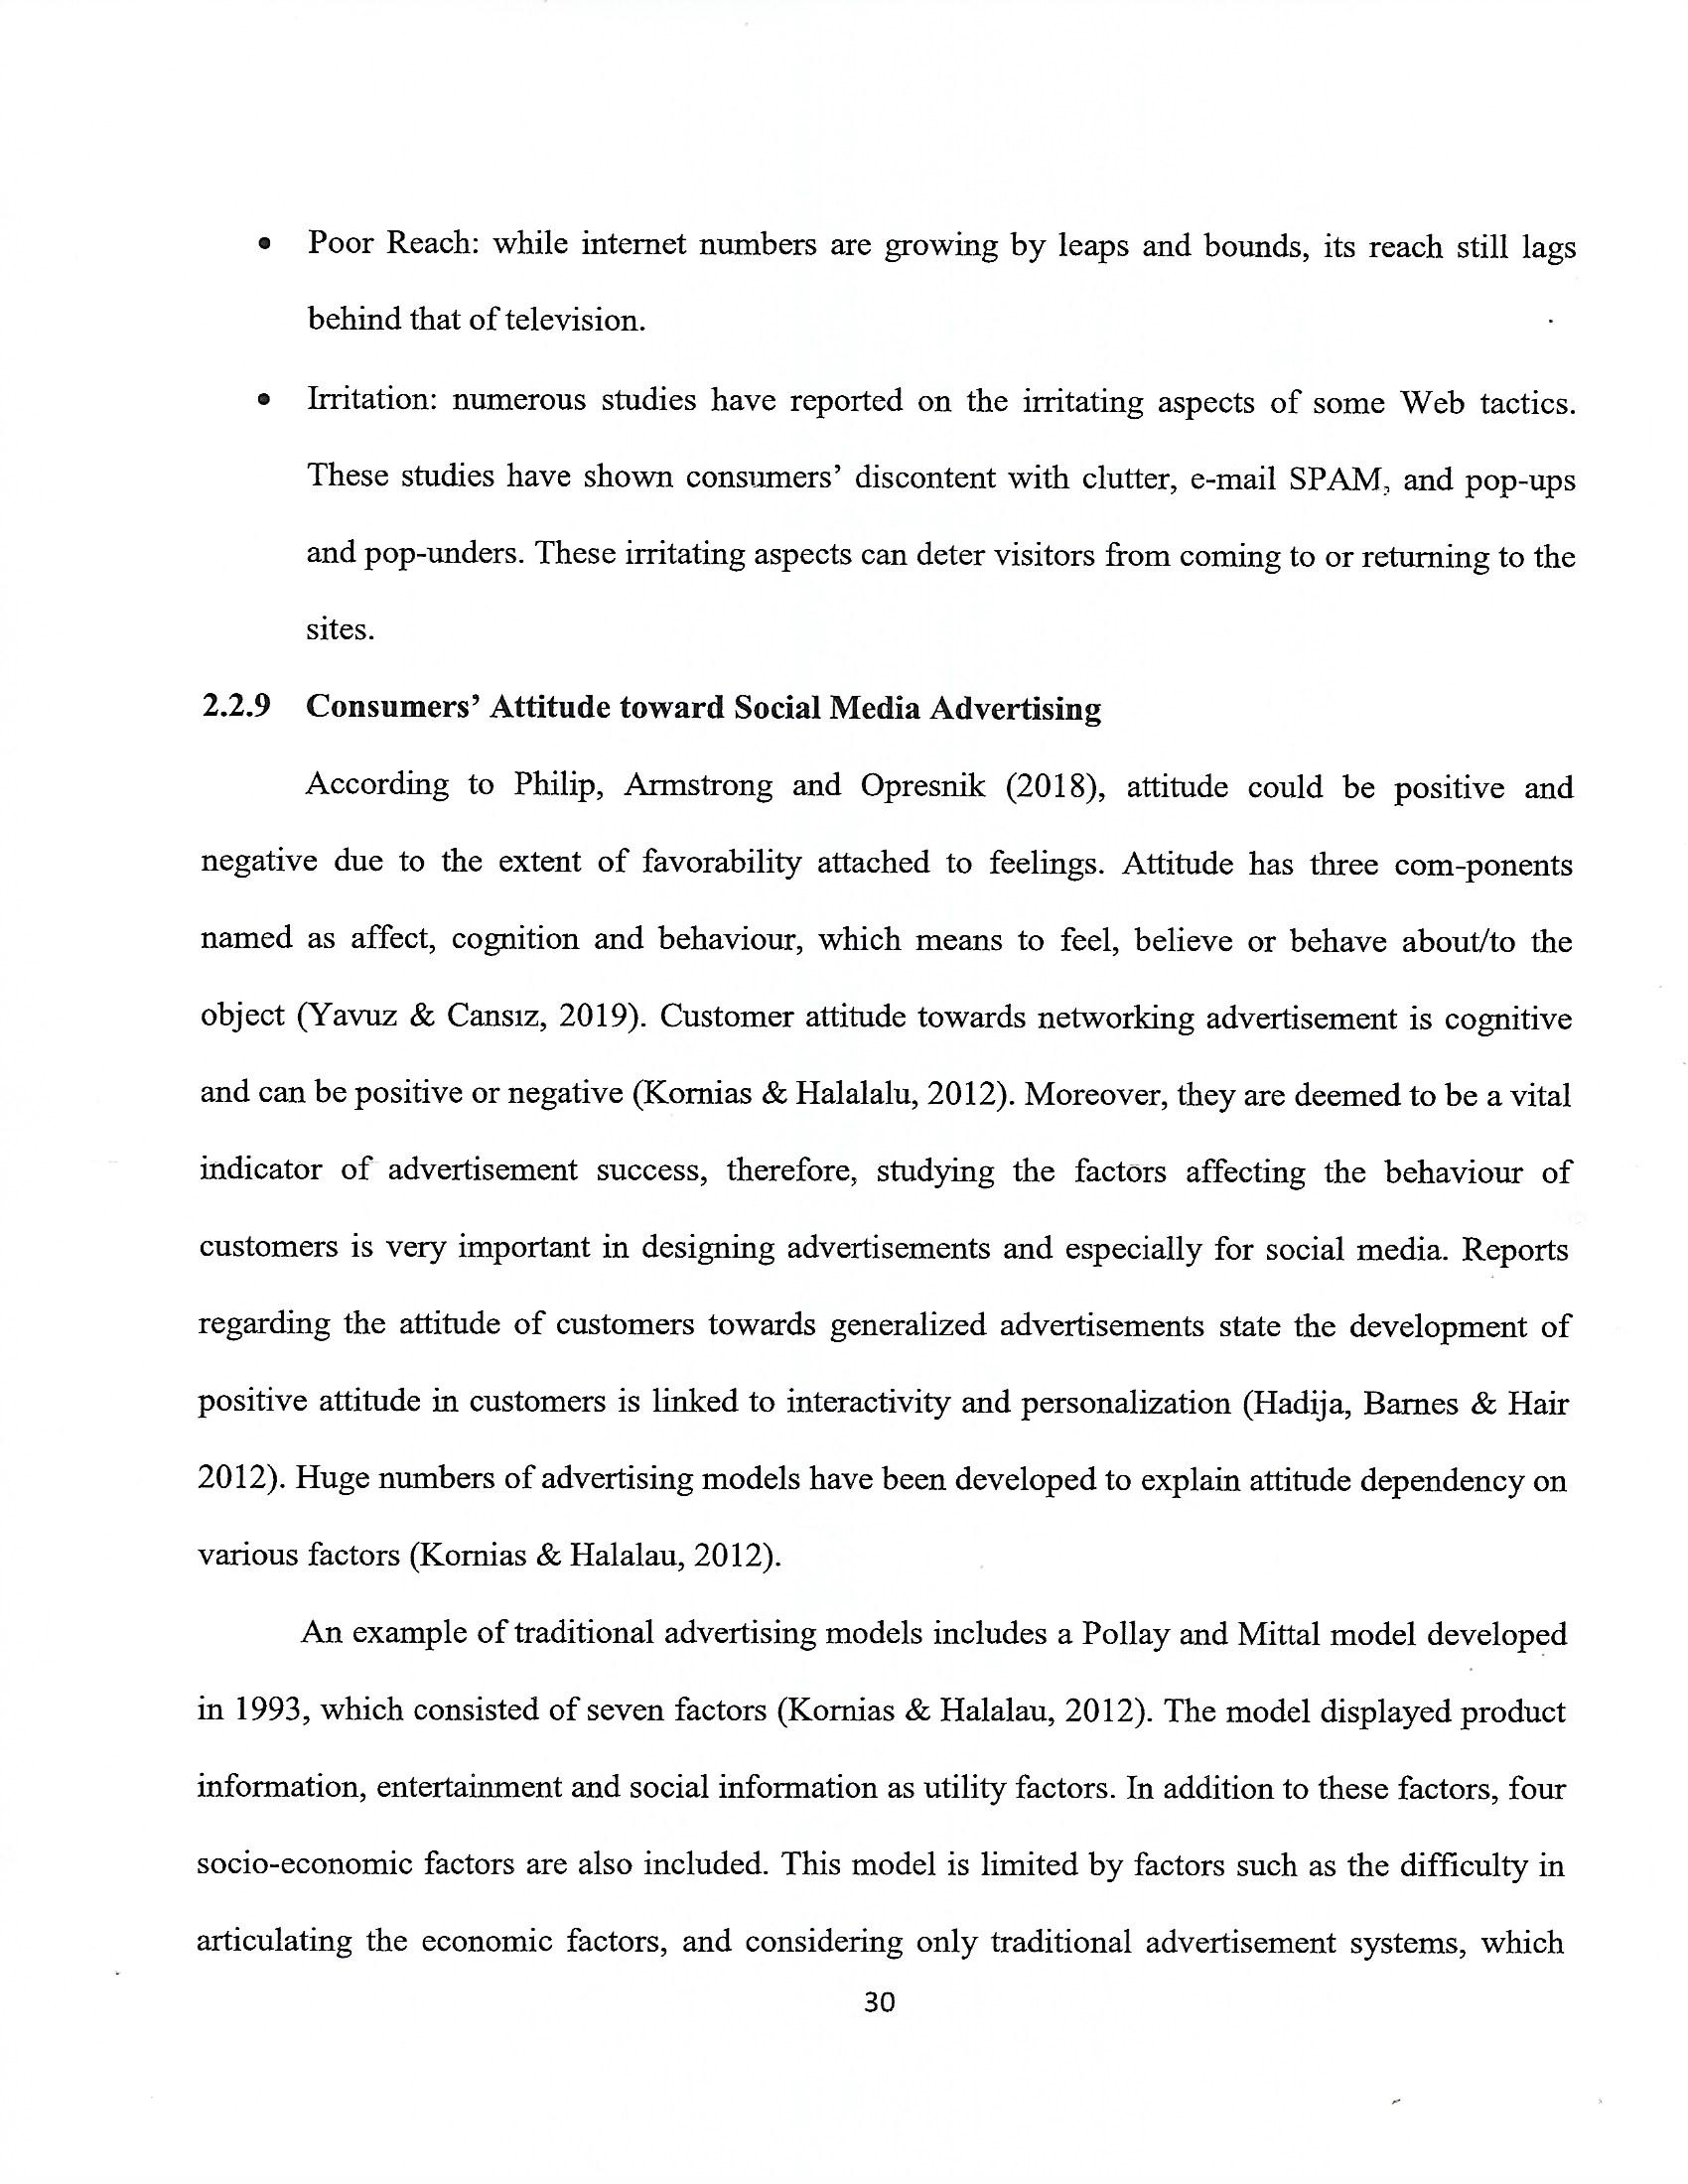 • Poor Reach: while internet numbers are growing by leaps and bounds, its reach still lags
behind that of television.
• Irritation: numerous studies have reported on the irritating aspects of some Web tactics.
These studies have shown consumers’ discontent with clutter, e-mail SPAM, and pop-ups
and pop-unders. These irritating aspects can deter visitors from coming to or returning to the
sites.
2.2.9 Consumers’ Attitude toward Social Media Advertising
According to Philip, Armstrong and Opresnik (2018), attitude could be positive and
negative due to the extent of favorability attached to feelings. Attitude has three com-ponents
named as affect, cognition and behaviour, which means to feel, believe or behave about/to the
object (Yavuz & Cansız, 2019). Customer attitude towards networking advertisement is cognitive
and can be positive or negative (Kornias & Halalalu, 2012). Moreover, they are deemed to be a vital
indicator of advertisement success, therefore, studying the factors affecting the behaviour of
customers is very important in designing advertisements and especially for social media. Reports
regarding the attitude of customers towards generalized advertisements state the development of
positive attitude in customers is linked to interactivity and personalization (Hadija, Barnes & Hair
2012). Huge numbers of advertising models have been developed to explain attitude dependency on
various factors (Kornias & Halalau, 2012).
An example of traditional advertising models includes a Pollay and Mittal model developed
in 1993, which consisted of seven factors (Kornias & Halalau, 2012). The model displayed product
information, entertainment and social information as utility factors. In addition to these factors, four
socio-economic factors are also included. This model is limited by factors such as the difficulty in
articulating the economic factors, and considering only traditional advertisement systems, which
30